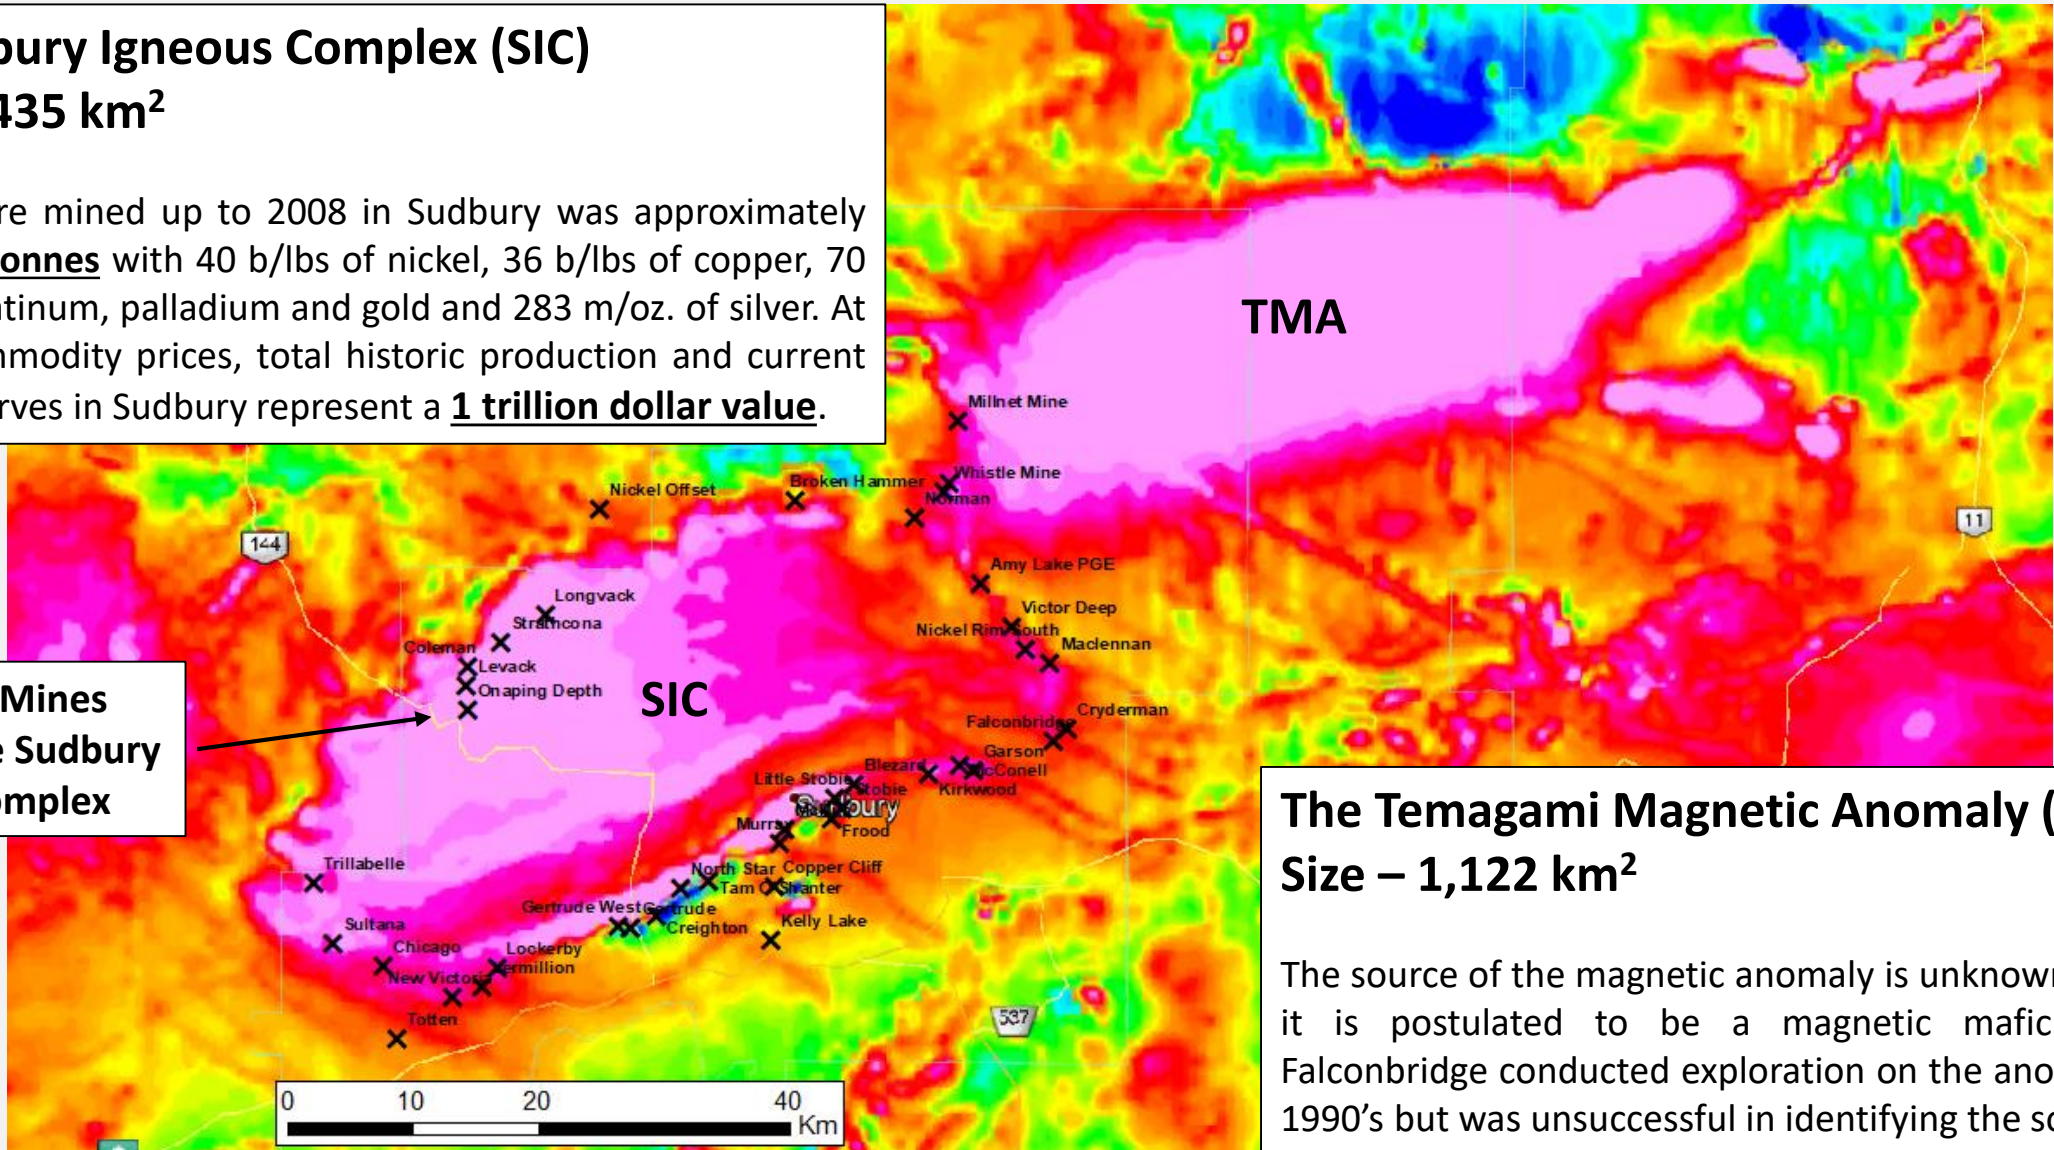 bury Igneous Complex (SIC)
435 km²
re mined up to 2008 in Sudbury was approximately
onnes with 40 b/lbs of nickel, 36 b/lbs of copper, 70
atinum, palladium and gold and 283 m/oz. of silver. At
mmodity prices, total historic production and current
erves in Sudbury represent a 1 trillion dollar value.
TMA
Millnet Mine
Whistle Mine
Broken Hammer
Norman
Nickel Offset
144
11
Amy Lake PGE
Longvack
Victor Deep
Strathcona
Nickel Rim South
Coleman
Maclennan
Levack
Onaping Depth
SIC
Mines
e Sudbury
omplex
Cryderman
Falconbridge
Garson
Blezard
McConell
Little Stobie
Stobie
Kirkwood
Sudbury
Murray
Frood
Trillabelle
North Star
Copper Cliff
Tam O Shanter
Gertrude West
Gertrude
Creighton
Kelly Lake
Sultana
Chicago
Lockerby
Vermillion
New Victoria
Totten
537
0 10 20 40
Km
The Temagami Magnetic Anomaly (
Size – 1,122 km²
The source of the magnetic anomaly is unknown
it is postulated to be a magnetic mafic
Falconbridge conducted exploration on the ano
1990's but was unsuccessful in identifying the so